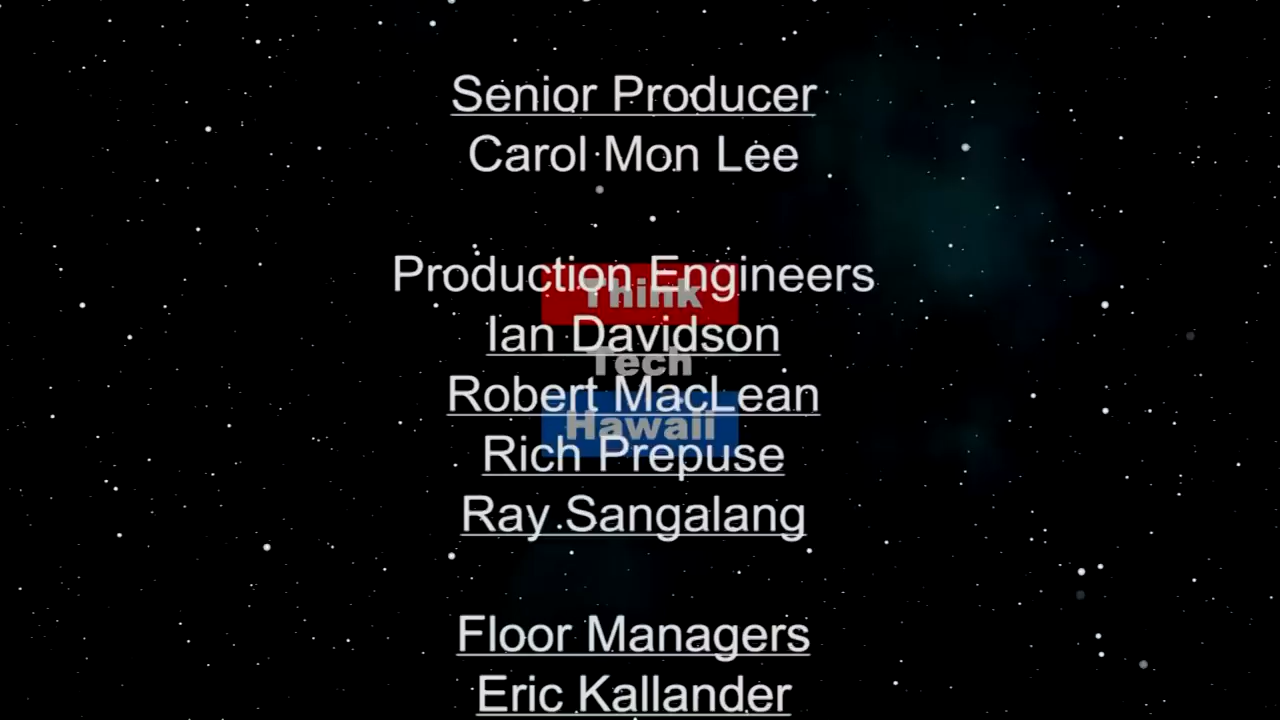 Senior Producer
Carol Mon Lee
Production Engineers
Think
Ian Davidson
Tech
Robert MacLean
Hawaii
Rich Prepuse
Ray Sangalang
Floor Managers
Eric Kallander